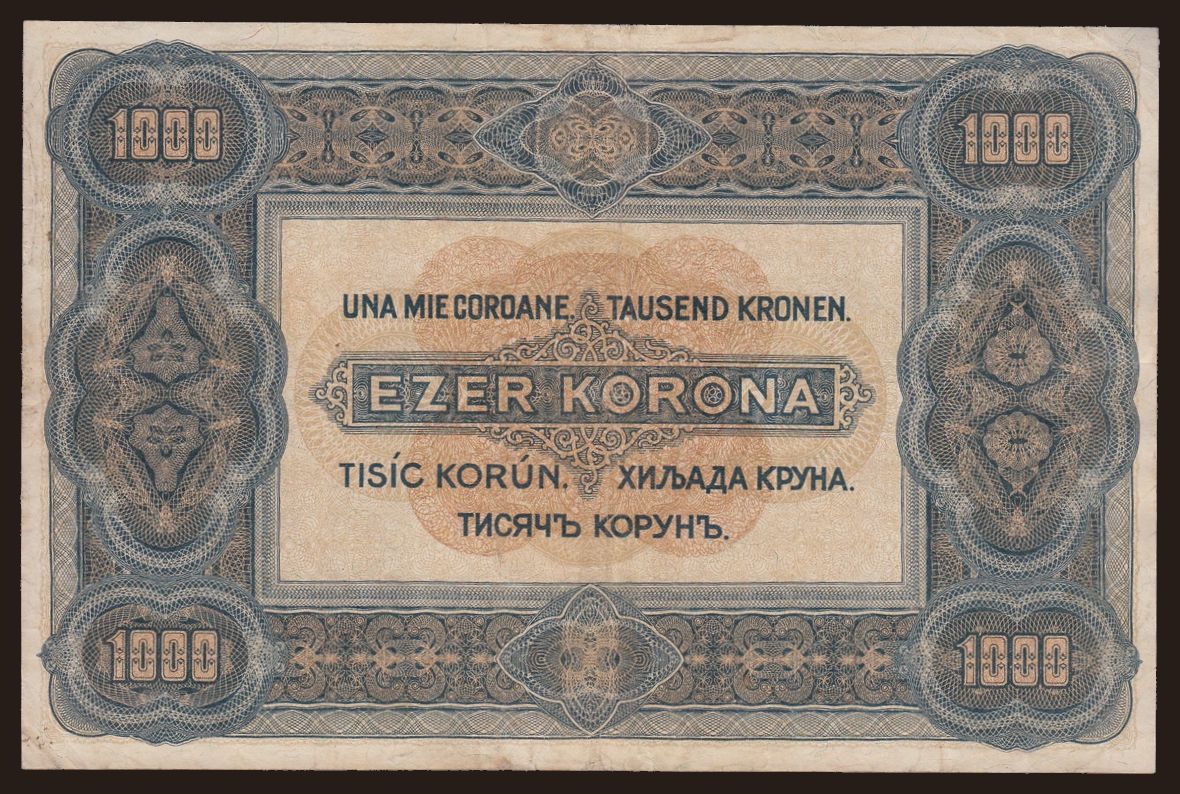 1000 1000
UNA MIE COROANE. TAUSEND KRONEN.
EZER KORONA
TISÍC KORÚN. ХИЉАДА КРУНА.
ТИСЯЧЪ КОРУНЪ.
1000 1000